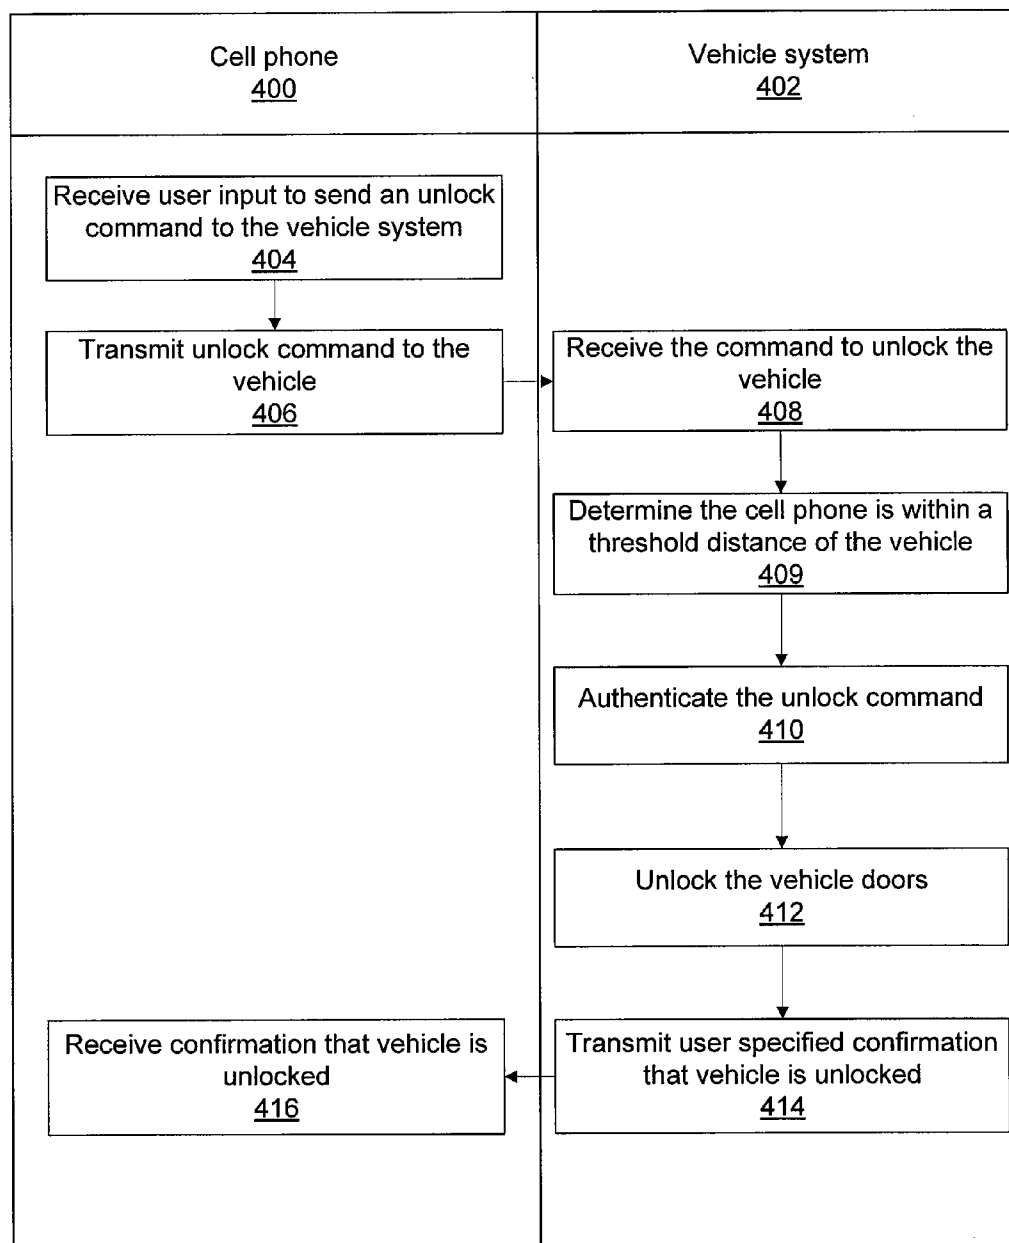 Cell phone
400
Vehicle system
402
Receive user input to send an unlock
command to the vehicle system
404
Transmit unlock command to the
vehicle
406
Receive the command to unlock the
vehicle
408
Determine the cell phone is within a
threshold distance of the vehicle
409
Authenticate the unlock command
410
Unlock the vehicle doors
412
Transmit user specified confirmation
that vehicle is unlocked
414
Receive confirmation that vehicle is
unlocked
416